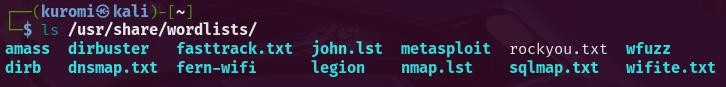 ┌──(kuromi㉿kali)-[~]
└─$ ls /usr/share/wordlists/
amass dirbuster fasttrack.txt john.lst metasploit rockyou.txt wfuzz
dirb dnsmap.txt fern-wifi legion nmap.lst sqlmap.txt wifite.txt